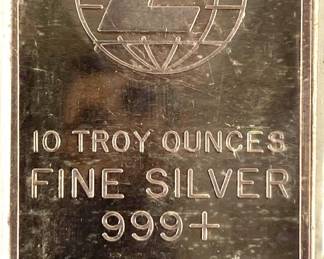 10 TROY OUNCES
FINE SILVER
999+